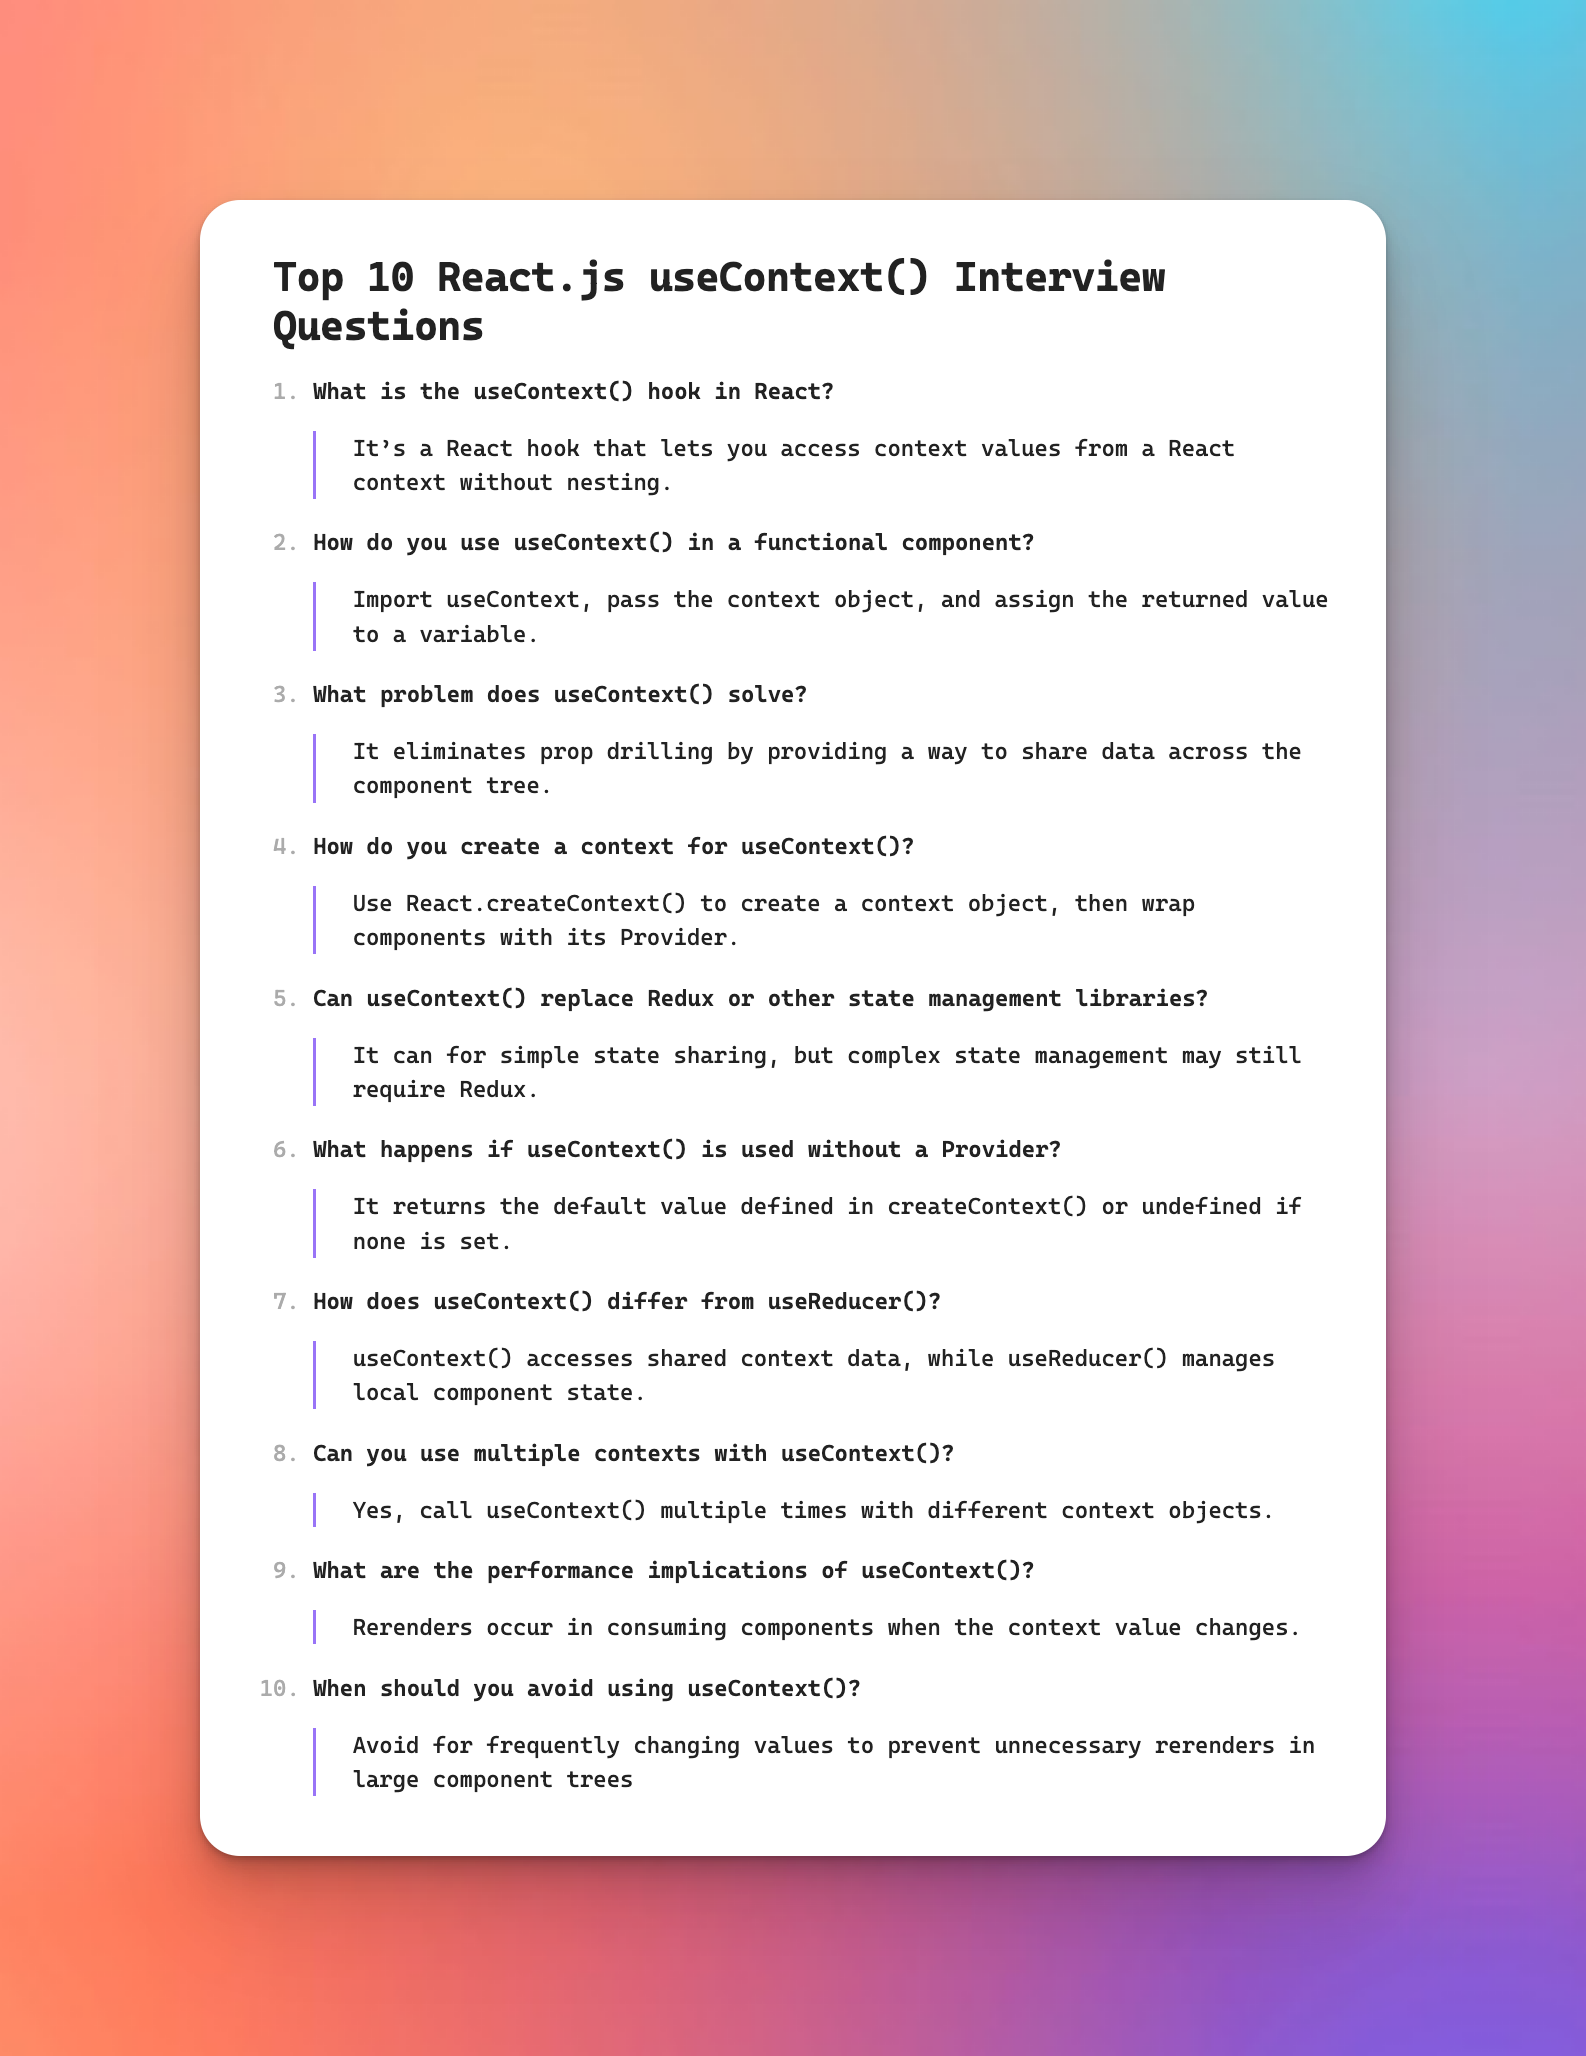 Top 10 React.js useContext() Interview
Questions
1. What is the useContext() hook in React?
It’s a React hook that lets you access context values from a React
context without nesting.
2. How do you use useContext() in a functional component?
Import useContext, pass the context object, and assign the returned value
to a variable.
3. What problem does useContext() solve?
It eliminates prop drilling by providing a way to share data across the
component tree.
4. How do you create a context for useContext()?
Use React.createContext() to create a context object, then wrap
components with its Provider.
5. Can useContext() replace Redux or other state management libraries?
It can for simple state sharing, but complex state management may still
require Redux.
6. What happens if useContext() is used without a Provider?
It returns the default value defined in createContext() or undefined if
none is set.
7. How does useContext() differ from useReducer()?
useContext() accesses shared context data, while useReducer() manages
local component state.
8. Can you use multiple contexts with useContext()?
Yes, call useContext() multiple times with different context objects.
9. What are the performance implications of useContext()?
Rerenders occur in consuming components when the context value changes.
10. When should you avoid using useContext()?
Avoid for frequently changing values to prevent unnecessary rerenders in
large component trees